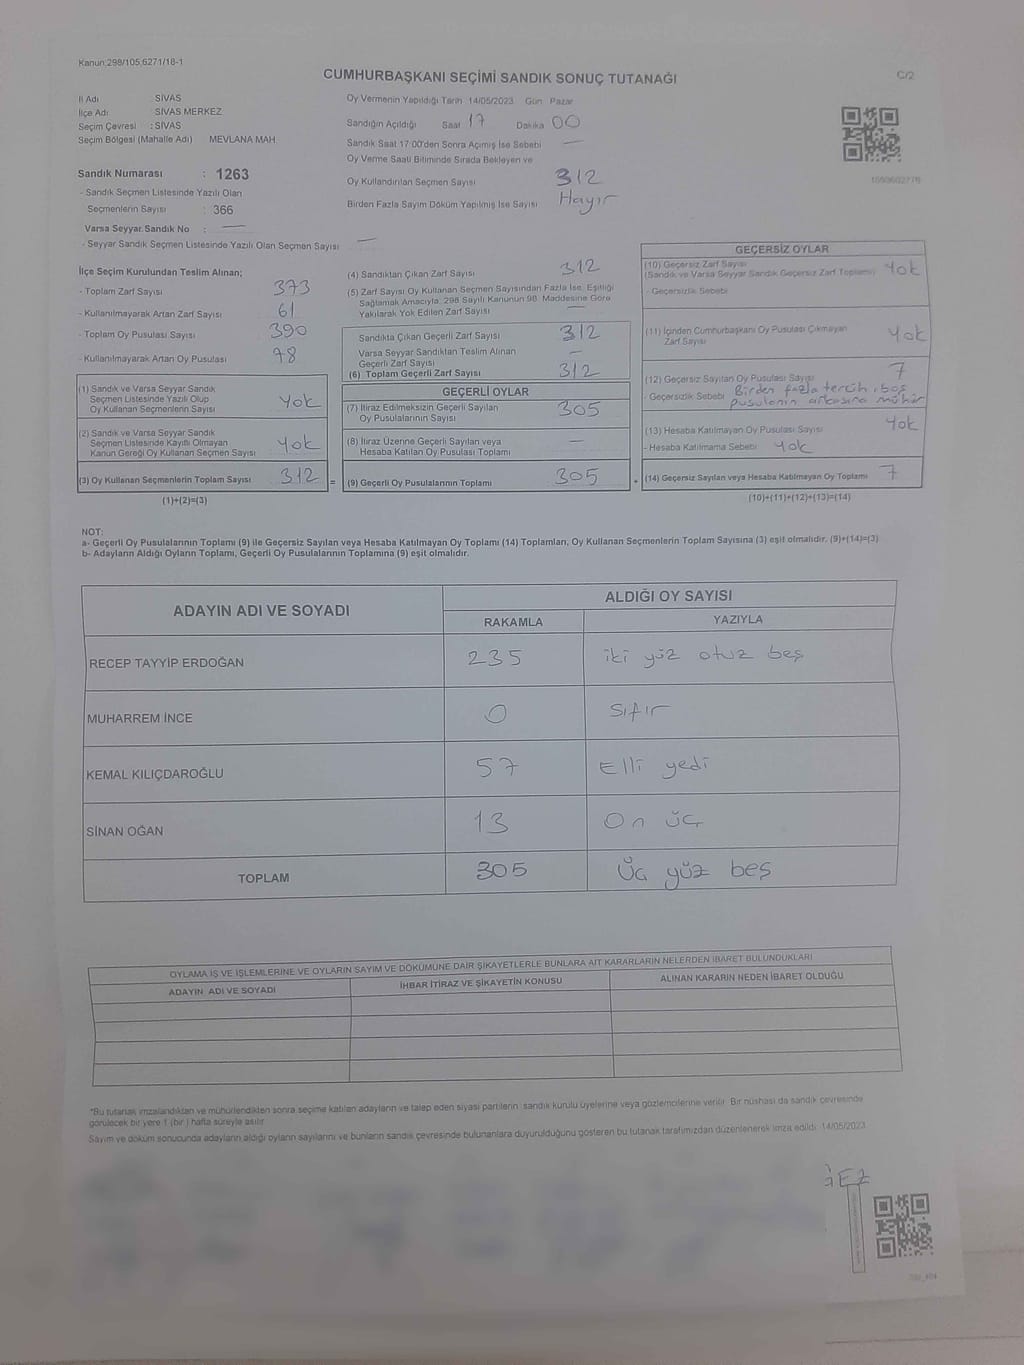 Kanun,298/105,6271/18-1
CUMHURBAŞKANI SEÇİMİ SANDIK SONUÇ TUTANAĞI
C/2
İl Adı SİVAS
İlçe Adı SİVAS MERKEZ
Seçim Çevresi : SİVAS
Seçim Bölgesi (Mahalle Adı) MEVLANA MAH
Sandık Numarası : 1263
- Sandık Seçmen Listesinde Yazılı Olan
Seçmenlerin Sayısı : 366
Varsa Seyyar Sandık No : —
- Seyyar Sandık Seçmen Listesinde Yazılı Olan Seçmen Sayısı —
Oy Vermenin Yapıldığı Tarih 14/05/2023 Gün Pazar
Sandığın Açıldığı Saat 17 Dakika 00
Sandık Saat 17 00'den Sonra Açımış İse Sebebi —
Oy Verme Saati Bitiminde Sırada Bekleyen ve
Oy Kullandırılan Seçmen Sayısı 312
Birden Fazla Sayım Döküm Yapılmış İse Sayısı Hayır
İlçe Seçim Kurulundan Teslim Alınan;
- Toplam Zarf Sayısı 373
- Kullanılmayarak Artan Zarf Sayısı 61
- Toplam Oy Pusulası Sayısı 390
- Kullanılmayarak Artan Oy Pusulası 78
(1) Sandık ve Varsa Seyyar Sandık
Seçmen Listesinde Yazılı Olup
Oy Kullanan Seçmenlerin Sayısı Yok
(2) Sandık ve Varsa Seyyar Sandık
Seçmen Listesinde Kayıtlı Olmayan
Kanun Gereği Oy Kullanan Seçmen Sayısı Yok
(3) Oy Kullanan Seçmenlerin Toplam Sayısı 312 =
(1)+(2)=(3)
(4) Sandıktan Çıkan Zarf Sayısı 312
(5) Zarf Sayısı Oy Kullanan Seçmen Sayısından Fazla İse, Eşitliği
Sağlamak Amacıyla, 298 Sayılı Kanunun 98. Maddesine Göre
Yakılarak Yok Edilen Zarf Sayısı —
Sandıkta Çıkan Geçerli Zarf Sayısı 312
Varsa Seyyar Sandıktan Teslim Alınan
Geçerli Zarf Sayısı —
(6) Toplam Geçerli Zarf Sayısı 312
GEÇERLİ OYLAR
(7) İtiraz Edilmeksizin Geçerli Sayılan
Oy Pusulalarının Sayısı 305
(8) İtiraz Üzerine Geçerli Sayılan veya
Hesaba Katılan Oy Pusulası Toplamı —
(9) Geçerli Oy Pusulalarının Toplamı 305 +
GEÇERSİZ OYLAR
(10) Geçersiz Zarf Sayısı
(Sandık ve Varsa Seyyar Sandık Geçersiz Zarf Toplamı) Yok
- Geçersizlik Sebebi
(11) İçinden Cumhurbaşkanı Oy Pusulası Çıkmayan
Zarf Sayısı Yok
(12) Geçersiz Sayılan Oy Pusulası Sayısı 7
- Geçersizlik Sebebi Birden fazla tercih, boş
pusulanın arkasına mühür
(13) Hesaba Katılmayan Oy Pusulası Sayısı Yok
- Hesaba Katılmama Sebebi Yok
(14) Geçersiz Sayılan veya Hesaba Katılmayan Oy Toplamı 7
(10)+(11)+(12)+(13)=(14)
NOT:
a- Geçerli Oy Pusulalarının Toplamı (9) ile Geçersiz Sayılan veya Hesaba Katılmayan Oy Toplamı (14) Toplamları, Oy Kullanan Seçmenlerin Toplam Sayısına (3) eşit olmalıdır. (9)+(14)=(3)
b- Adayların Aldığı Oyların Toplamı, Geçerli Oy Pusulalarının Toplamına (9) eşit olmalıdır.
ADAYIN ADI VE SOYADI
ALDIĞI OY SAYISI
RAKAMLA YAZIYLA
RECEP TAYYİP ERDOĞAN 235 iki yüz otuz beş
MUHARREM İNCE 0 Sıfır
KEMAL KILIÇDAROĞLU 57 Elli yedi
SİNAN OĞAN 13 On üç
TOPLAM 305 Üç yüz beş
OYLAMA İŞ VE İŞLEMLERİNE VE OYLARIN SAYIM VE DÖKÜMÜNE DAİR ŞİKAYETLERLE BUNLARA AİT KARARLARIN NELERDEN İBARET BULUNDUKLARI
ADAYIN ADI VE SOYADI İHBAR İTİRAZ VE ŞİKAYETİN KONUSU ALINAN KARARIN NEDEN İBARET OLDUĞU
*Bu tutanak imzalandıktan ve mühürlendikten sonra seçime katılan adayların ve talep eden siyasi partilerin sandık kurulu üyelerine veya gözlemcilerine verilir. Bir nüshası da sandık çevresinde
görülecek bir yere 1 (bir ) hafta süreyle asılır.
Sayım ve döküm sonucunda adayların aldığı oyların sayılarını ve bunların sandık çevresinde bulunanlara duyurulduğunu gösteren bu tutanak tarafımızdan düzenlenerek imza edildi. 14/05/2023